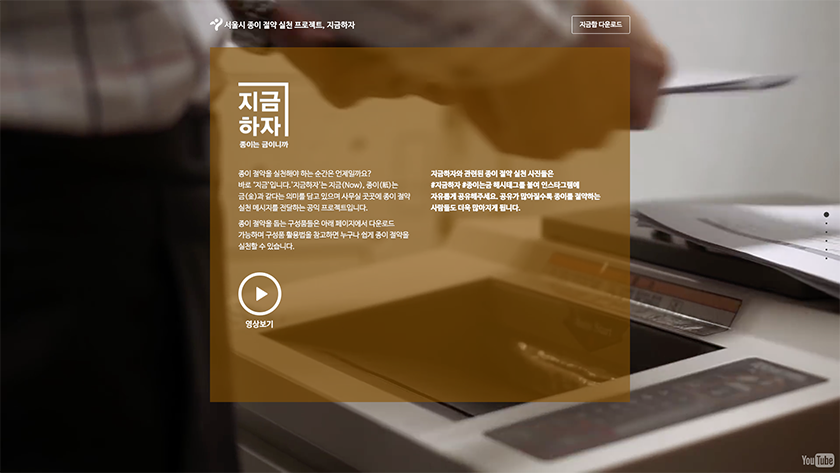 서울시 종이 절약 실천 프로젝트, 지금하자
지금함 다운로드
지금
하자
종이는 금이니까
종이 절약을 실천해야 하는 순간은 언제일까요?
바로 '지금'입니다. '지금하자'는 지금(Now), 종이(紙)는
금(金)과 같다는 의미를 담고 있으며 사무실 곳곳에 종이 절약
실천 메시지를 전달하는 공익 프로젝트입니다.
종이 절약을 돕는 구성품들은 아래 페이지에서 다운로드
가능하며 구성품 활용법을 참고하면 누구나 쉽게 종이 절약을
실천할 수 있습니다.
지금하자와 관련된 종이 절약 실천 사진들은
#지금하자 #종이는금 해시태그를 붙여 인스타그램에
자유롭게 공유해주세요. 공유가 많아질수록 종이를 절약하는
사람들도 더욱 많아지게 됩니다.
영상보기
YouTube